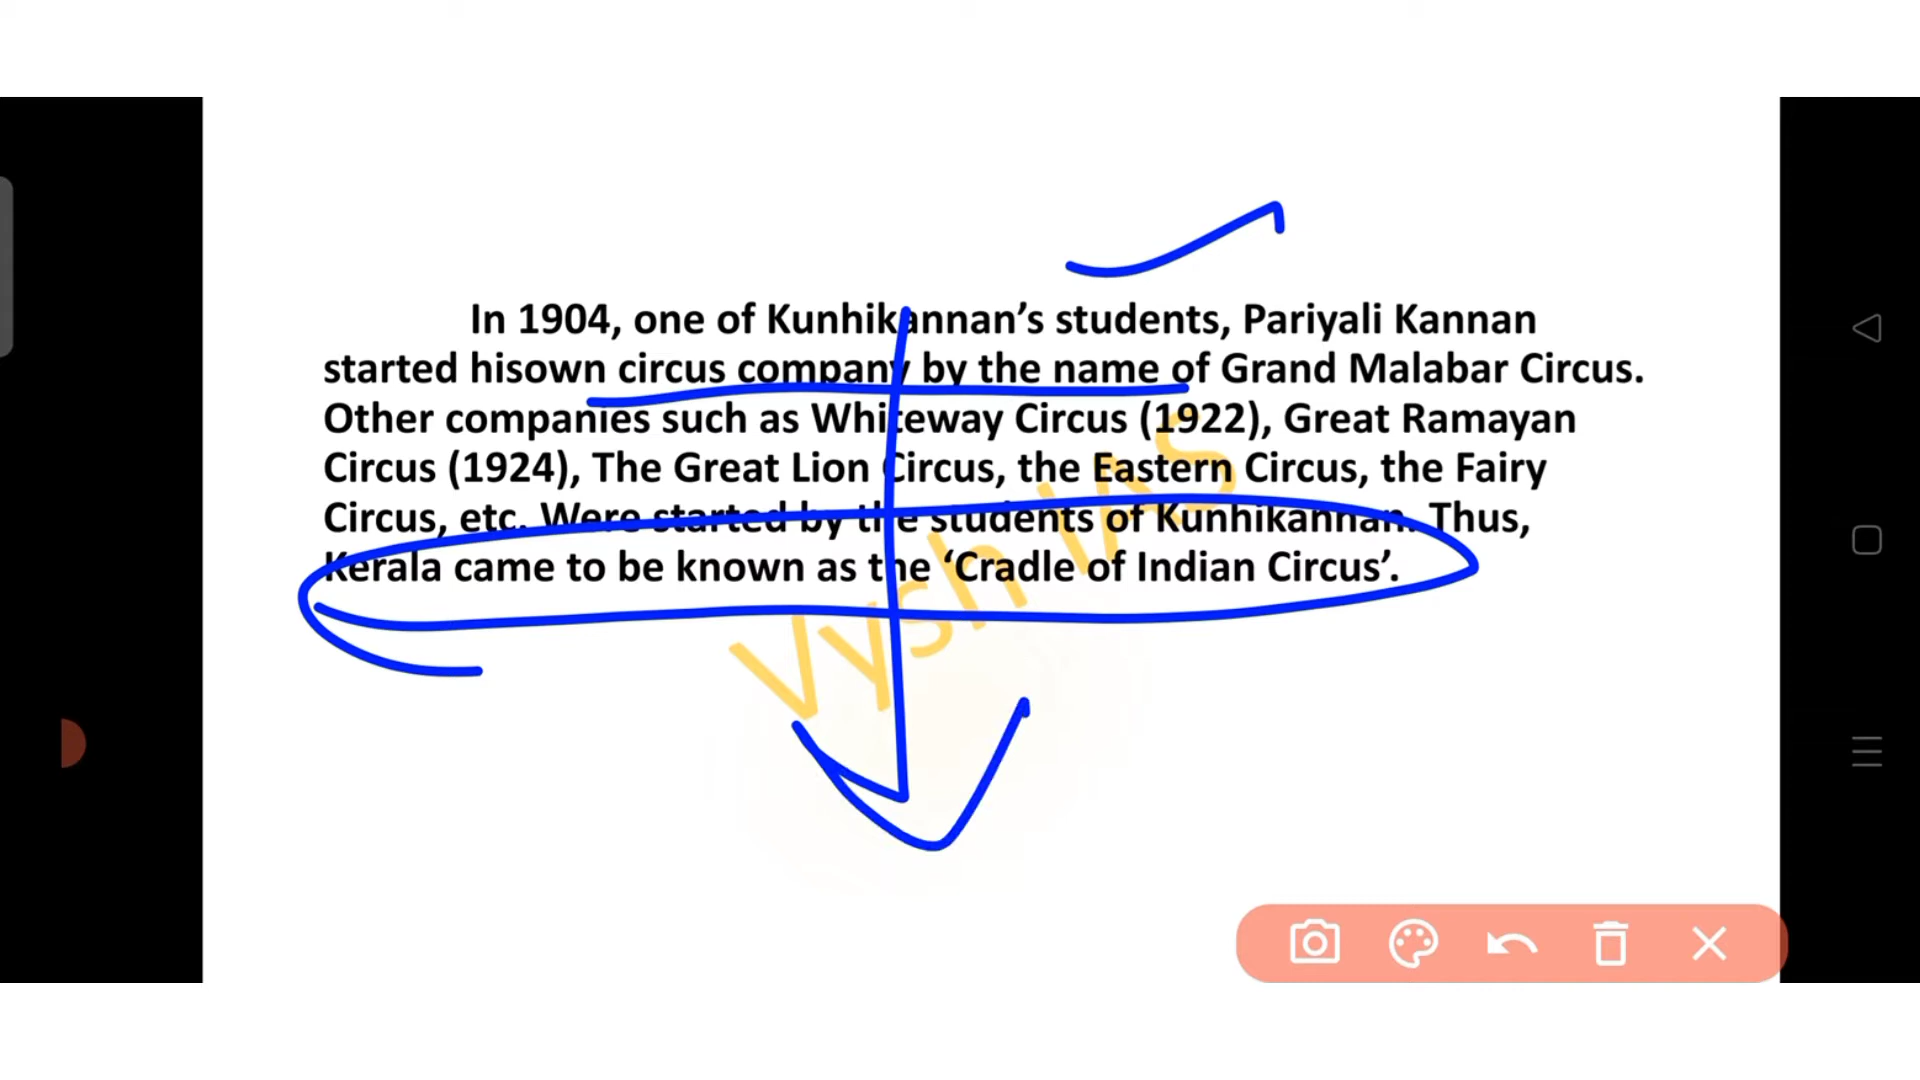 In 1904, one of Kunhikannan’s students, Pariyali Kannan
started hisown circus company by the name of Grand Malabar Circus.
Other companies such as Whiteway Circus (1922), Great Ramayan
Circus (1924), The Great Lion Circus, the Eastern Circus, the Fairy
Circus, etc. Were started by the students of Kunhikannan. Thus,
Kerala came to be known as the ‘Cradle of Indian Circus’.
Vysh IAS